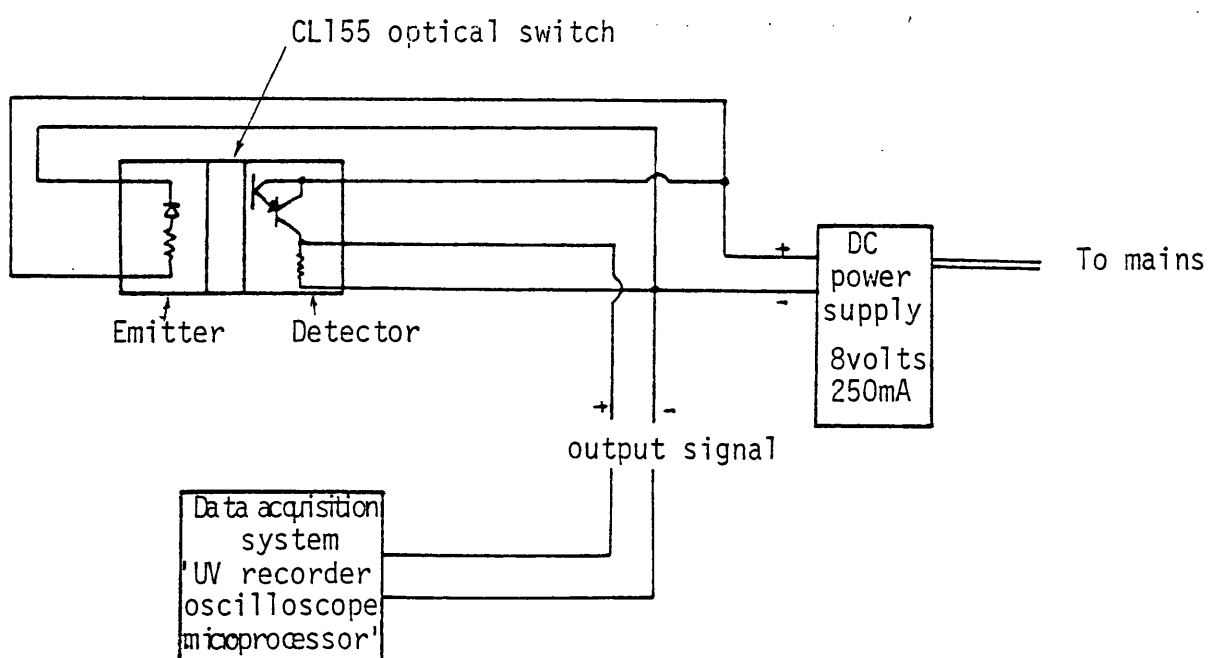 CL155 optical switch
Emitter
Detector
+
-
DC
power
supply
8volts
250mA
To mains
+
-
output signal
Data acqisition
system
'UV recorder
oscilloscope
microprocessor'